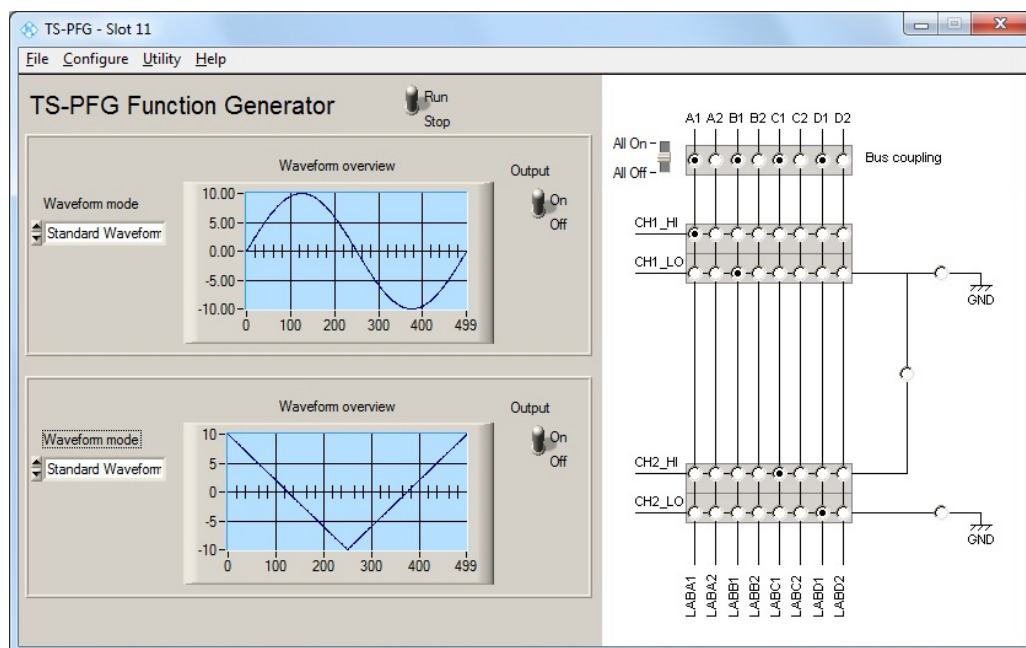 TS-PFG - Slot 11
File Configure Utility Help
TS-PFG Function Generator
Run
Stop
Waveform overview
Output
On
Off
Waveform mode
Standard Waveform
10.00
5.00
0.00
-5.00
-10.00
0 100 200 300 400 499
Waveform overview
Output
On
Off
Waveform mode
Standard Waveform
10
5
0
-5
-10
0 100 200 300 400 499
A1 A2 B1 B2 C1 C2 D1 D2
All On
All Off
Bus coupling
CH1_HI
CH1_LO
GND
CH2_HI
CH2_LO
GND
LABA1
LABA2
LABB1
LABB2
LABC1
LABC2
LABD1
LABD2